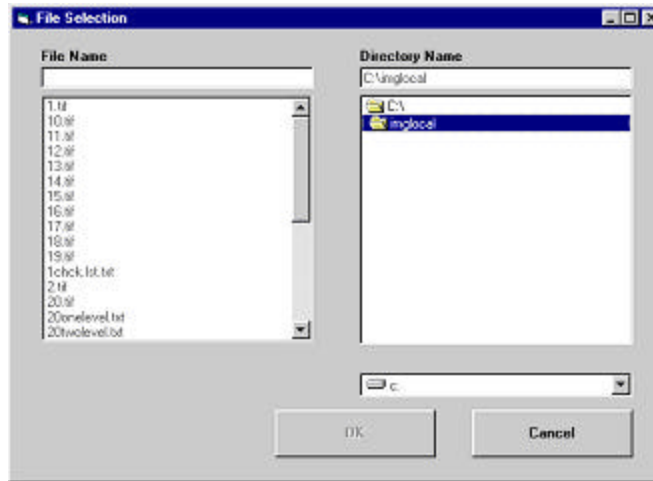 File Selection
File Name
Directory Name
C:\imglocal
1.tif
10.tif
11.tif
12.tif
13.tif
14.tif
15.tif
16.tif
17.tif
18.tif
19.tif
1chck.lst.txt
2.tif
20.tif
20onelevel.txt
20twolevel.txt
C:\
imglocal
c:
OK
Cancel